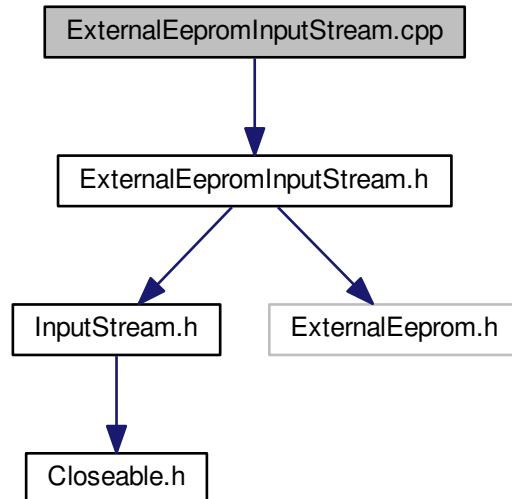 ExternalEepromInputStream.cpp
ExternalEepromInputStream.h
InputStream.h
ExternalEeprom.h
Closeable.h